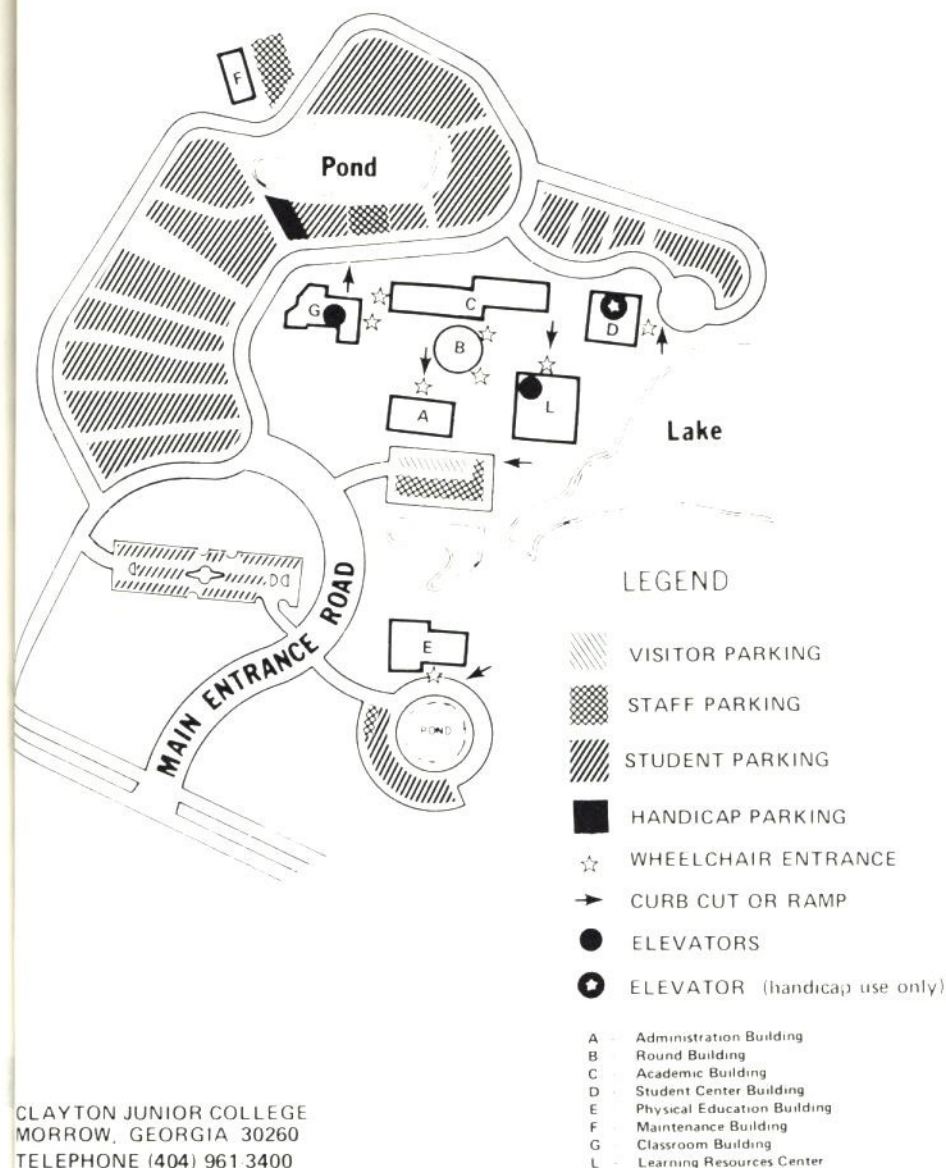 F
Pond
G
C
B
D
A
L
Lake
D
DD
MAIN ENTRANCE ROAD
E
POND
LEGEND
VISITOR PARKING
STAFF PARKING
STUDENT PARKING
HANDICAP PARKING
WHEELCHAIR ENTRANCE
CURB CUT OR RAMP
ELEVATORS
ELEVATOR (handicap use only)
A - Administration Building
B - Round Building
C - Academic Building
D - Student Center Building
E - Physical Education Building
F - Maintenance Building
G - Classroom Building
L - Learning Resources Center
CLAYTON JUNIOR COLLEGE
MORROW, GEORGIA 30260
TELEPHONE (404) 961-3400